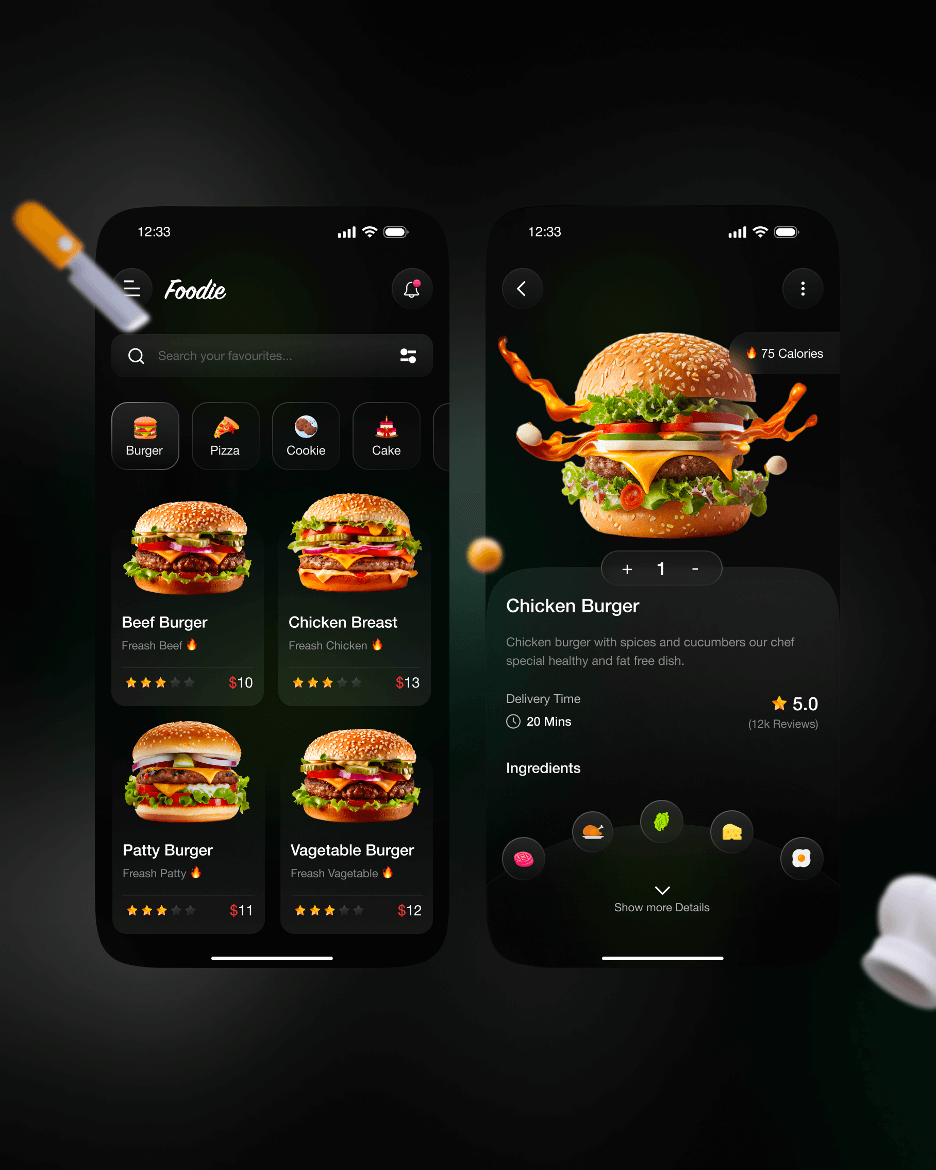 12:33
Foodie
Search your favourites...
Burger
Pizza
Cookie
Cake
Beef Burger
Freash Beef
$10
Chicken Breast
Freash Chicken
$13
Patty Burger
Freash Patty
$11
Vagetable Burger
Freash Vagetable
$12
12:33
75 Calories
+ 1 -
Chicken Burger
Chicken burger with spices and cucumbers our chef
special healthy and fat free dish.
Delivery Time
20 Mins
5.0
(12k Reviews)
Ingredients
Show more Details